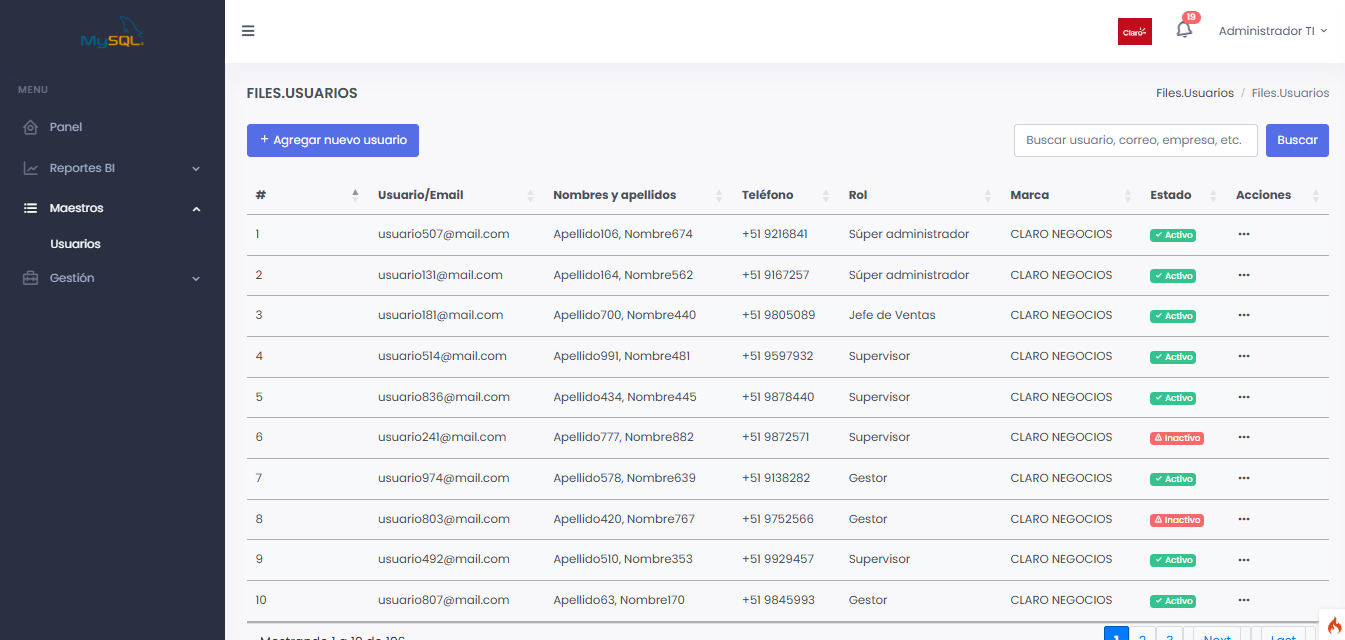 MySQL
Claro
19
Administrador TI
MENU
Panel
Reportes BI
Maestros
Usuarios
Gestión
FILES.USUARIOS
Files.Usuarios / Files.Usuarios
+ Agregar nuevo usuario
Buscar usuario, correo, empresa, etc. Buscar
# Usuario/Email Nombres y apellidos Teléfono Rol Marca Estado Acciones
1 usuario507@mail.com Apellido106, Nombre674 +51 9216841 Súper administrador CLARO NEGOCIOS Activo ···
2 usuario131@mail.com Apellido164, Nombre562 +51 9167257 Súper administrador CLARO NEGOCIOS Activo ···
3 usuario181@mail.com Apellido700, Nombre440 +51 9805089 Jefe de Ventas CLARO NEGOCIOS Activo ···
4 usuario514@mail.com Apellido991, Nombre481 +51 9597932 Supervisor CLARO NEGOCIOS Activo ···
5 usuario836@mail.com Apellido434, Nombre445 +51 9878440 Supervisor CLARO NEGOCIOS Activo ···
6 usuario241@mail.com Apellido777, Nombre882 +51 9872571 Supervisor CLARO NEGOCIOS Inactivo ···
7 usuario974@mail.com Apellido578, Nombre639 +51 9138282 Gestor CLARO NEGOCIOS Activo ···
8 usuario803@mail.com Apellido420, Nombre767 +51 9752566 Gestor CLARO NEGOCIOS Inactivo ···
9 usuario492@mail.com Apellido510, Nombre353 +51 9929457 Supervisor CLARO NEGOCIOS Activo ···
10 usuario807@mail.com Apellido63, Nombre170 +51 9845993 Gestor CLARO NEGOCIOS Activo ···
Mostrando 1 a 10 de 106
1 2 3 Next Last